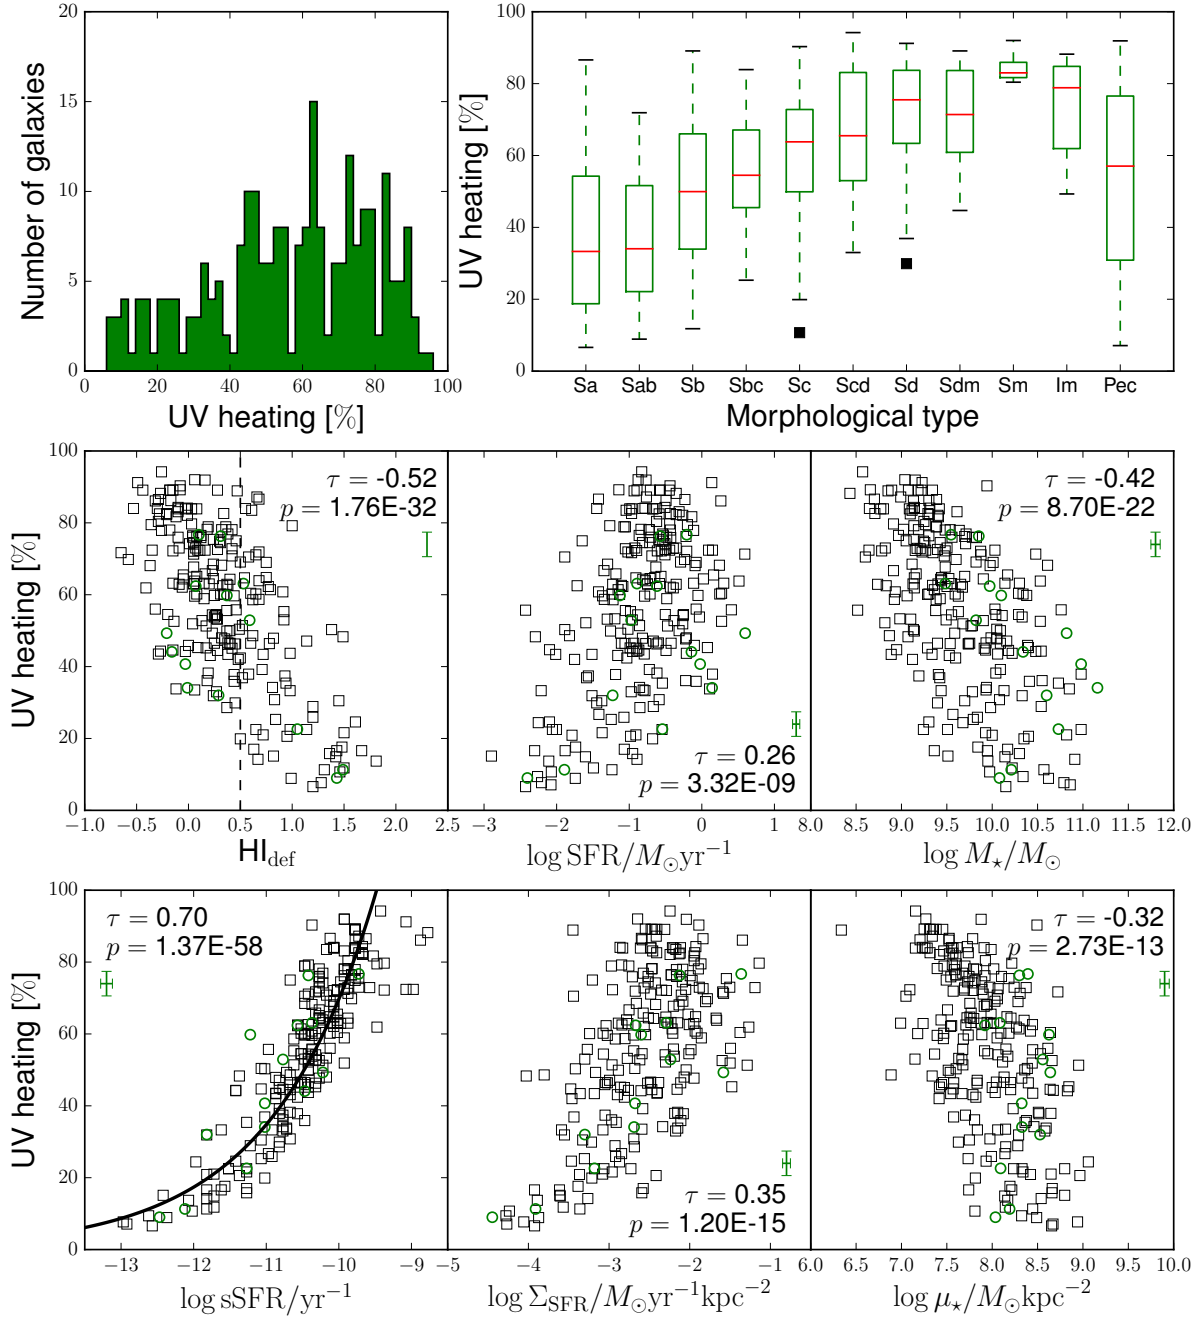 20
15
10
5
0
0 20 40 60 80 100
Number of galaxies
UV heating [%]
100
80
60
40
20
0
Sa Sab Sb Sbc Sc Scd Sd Sdm Sm Im Pec
UV heating [%]
Morphological type
100
80
60
40
20
0
UV heating [%]
τ = -0.52
p = 1.76E-32
−1.0 −0.5 0.0 0.5 1.0 1.5 2.0 2.5
HI_def
τ = 0.26
p = 3.32E-09
−3 −2 −1 0 1
log SFR/M_⊙yr⁻¹
τ = -0.42
p = 8.70E-22
8.0 8.5 9.0 9.5 10.0 10.5 11.0 11.5 12.0
log M_⋆/M_⊙
100
80
60
40
20
0
UV heating [%]
τ = 0.70
p = 1.37E-58
−13 −12 −11 −10 −9
log sSFR/yr⁻¹
τ = 0.35
p = 1.20E-15
−5 −4 −3 −2 −1
log Σ_SFR/M_⊙yr⁻¹kpc⁻²
τ = -0.32
p = 2.73E-13
6.0 6.5 7.0 7.5 8.0 8.5 9.0 9.5 10.0
log μ_⋆/M_⊙kpc⁻²